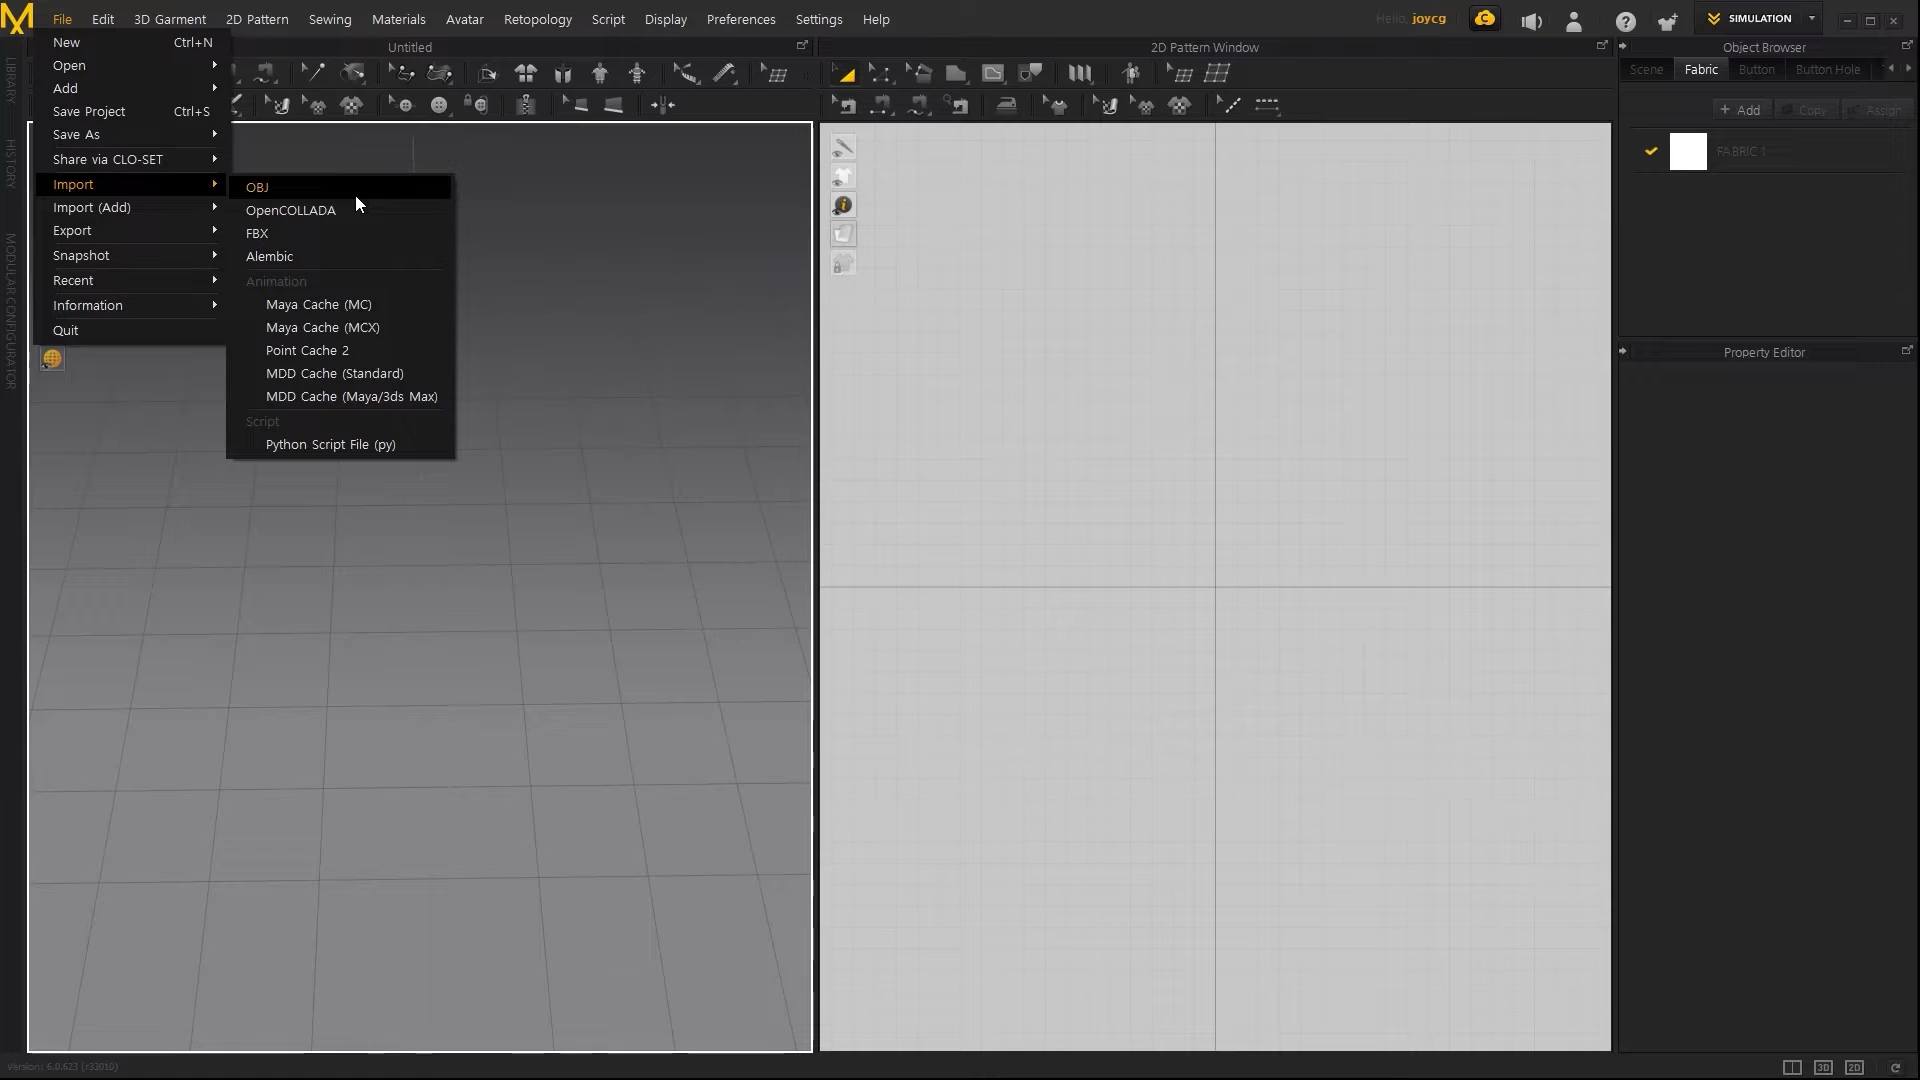 File Edit 3D Garment 2D Pattern Sewing Materials Avatar Retopology Script Display Preferences Settings Help
Hello, joycg
SIMULATION
Untitled
2D Pattern Window
Object Browser
New Ctrl+N
Open
Add
Save Project Ctrl+S
Save As
Share via CLO-SET
Import
Import (Add)
Export
Snapshot
Recent
Information
Quit
OBJ
OpenCOLLADA
FBX
Alembic
Animation
Maya Cache (MC)
Maya Cache (MCX)
Point Cache 2
MDD Cache (Standard)
MDD Cache (Maya/3ds Max)
Script
Python Script File (py)
Scene Fabric Button Button Hole
+ Add Copy Assign
FABRIC 1
Property Editor
LIBRARY
HISTORY
MODULAR CONFIGURATOR
Version: 6.0.623 (r33010)
3D 2D